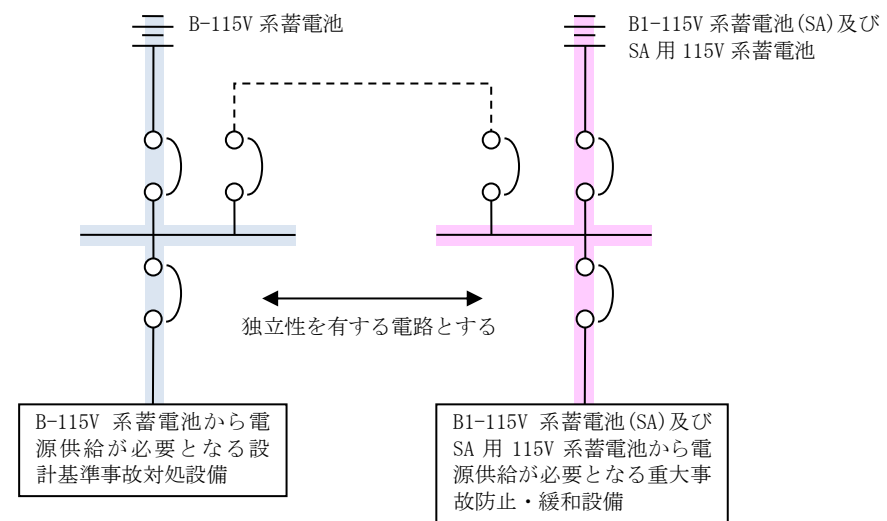 B-115V 系蓄電池
B1-115V 系蓄電池(SA)及び
SA 用 115V 系蓄電池
独立性を有する電路とする
B-115V 系蓄電池から電
源供給が必要となる設
計基準事故対処設備
B1-115V 系蓄電池(SA)及び
SA 用 115V 系蓄電池から電
源供給が必要となる重大事
故防止・緩和設備